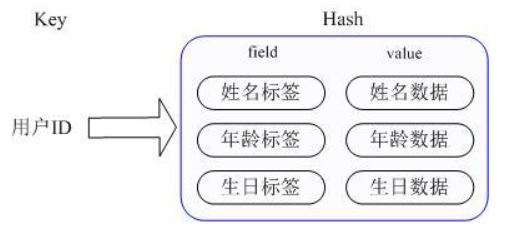 Key Hash
field value
姓名标签 姓名数据
用户ID 年龄标签 年龄数据
生日标签 生日数据